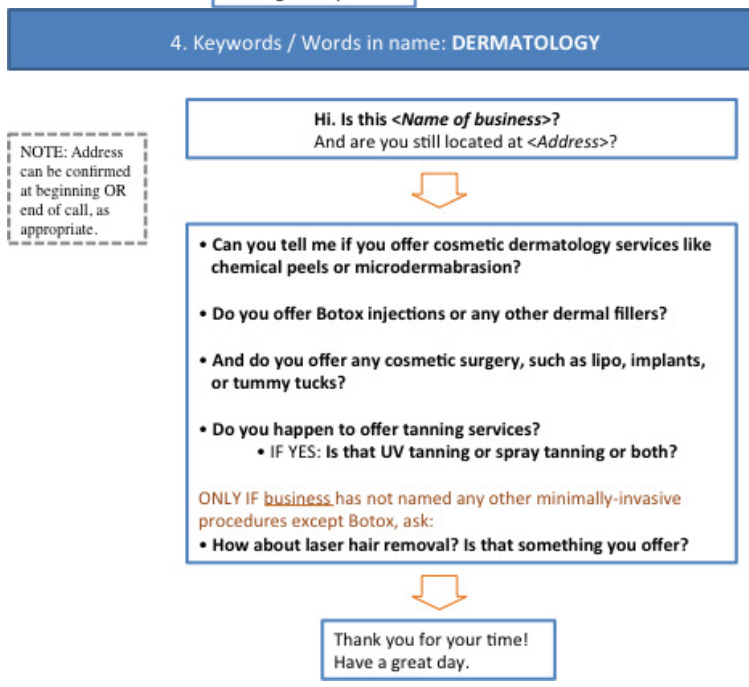 4. Keywords / Words in name: DERMATOLOGY
Hi. Is this <Name of business>?
And are you still located at <Address>?
NOTE: Address
can be confirmed
at beginning OR
end of call, as
appropriate.
• Can you tell me if you offer cosmetic dermatology services like
chemical peels or microdermabrasion?
• Do you offer Botox injections or any other dermal fillers?
• And do you offer any cosmetic surgery, such as lipo, implants,
or tummy tucks?
• Do you happen to offer tanning services?
• IF YES: Is that UV tanning or spray tanning or both?
ONLY IF business has not named any other minimally-invasive
procedures except Botox, ask:
• How about laser hair removal? Is that something you offer?
Thank you for your time!
Have a great day.